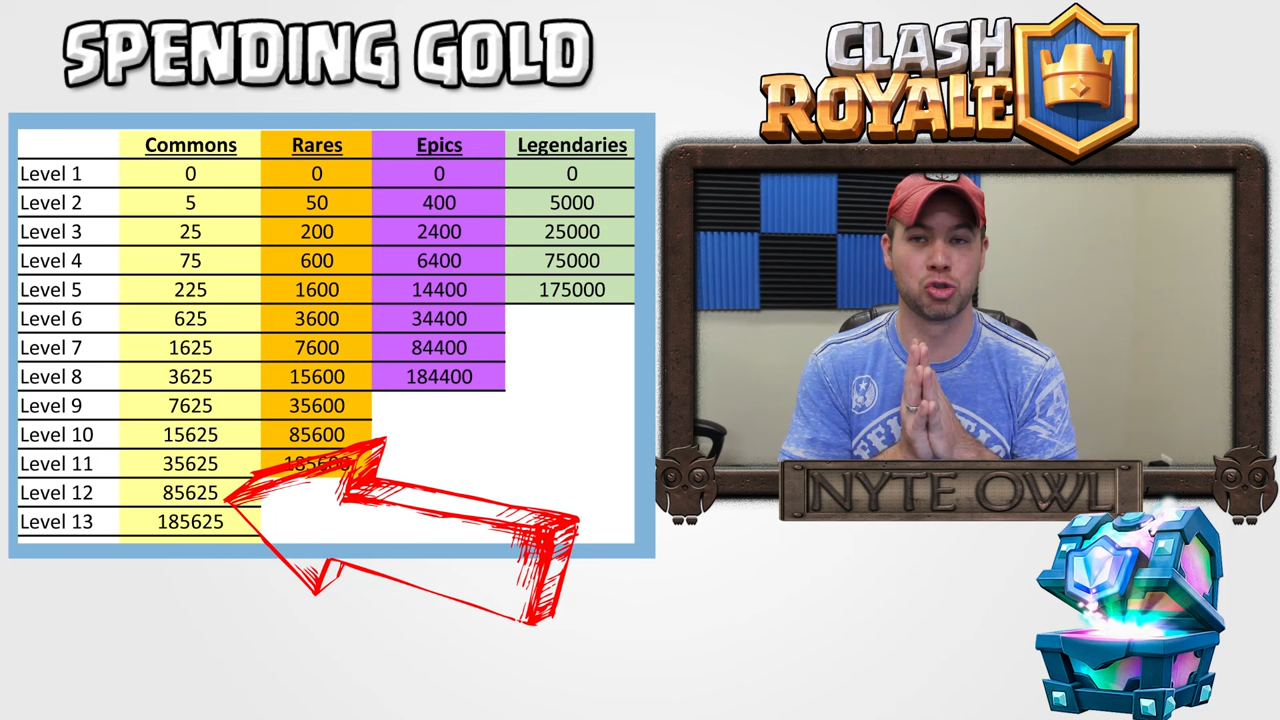 SPENDING GOLD
CLASH
ROYALE
Commons Rares Epics Legendaries
Level 1 0 0 0 0
Level 2 5 50 400 5000
Level 3 25 200 2400 25000
Level 4 75 600 6400 75000
Level 5 225 1600 14400 175000
Level 6 625 3600 34400
Level 7 1625 7600 84400
Level 8 3625 15600 184400
Level 9 7625 35600
Level 10 15625 85600
Level 11 35625 185600
Level 12 85625
Level 13 185625
NYTE OWL